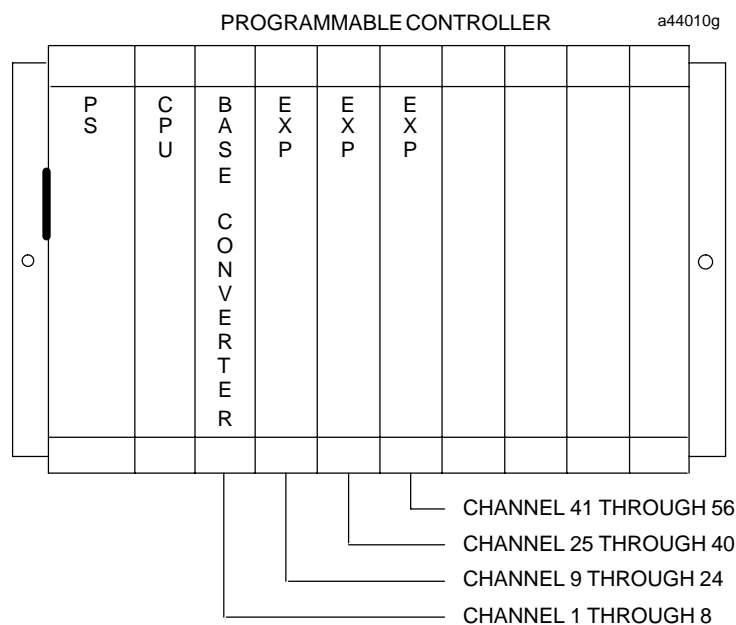 PROGRAMMABLE CONTROLLER
a44010g
PS
CPU
BASE CONVERTER
EXP
EXP
EXP
CHANNEL 41 THROUGH 56
CHANNEL 25 THROUGH 40
CHANNEL 9 THROUGH 24
CHANNEL 1 THROUGH 8